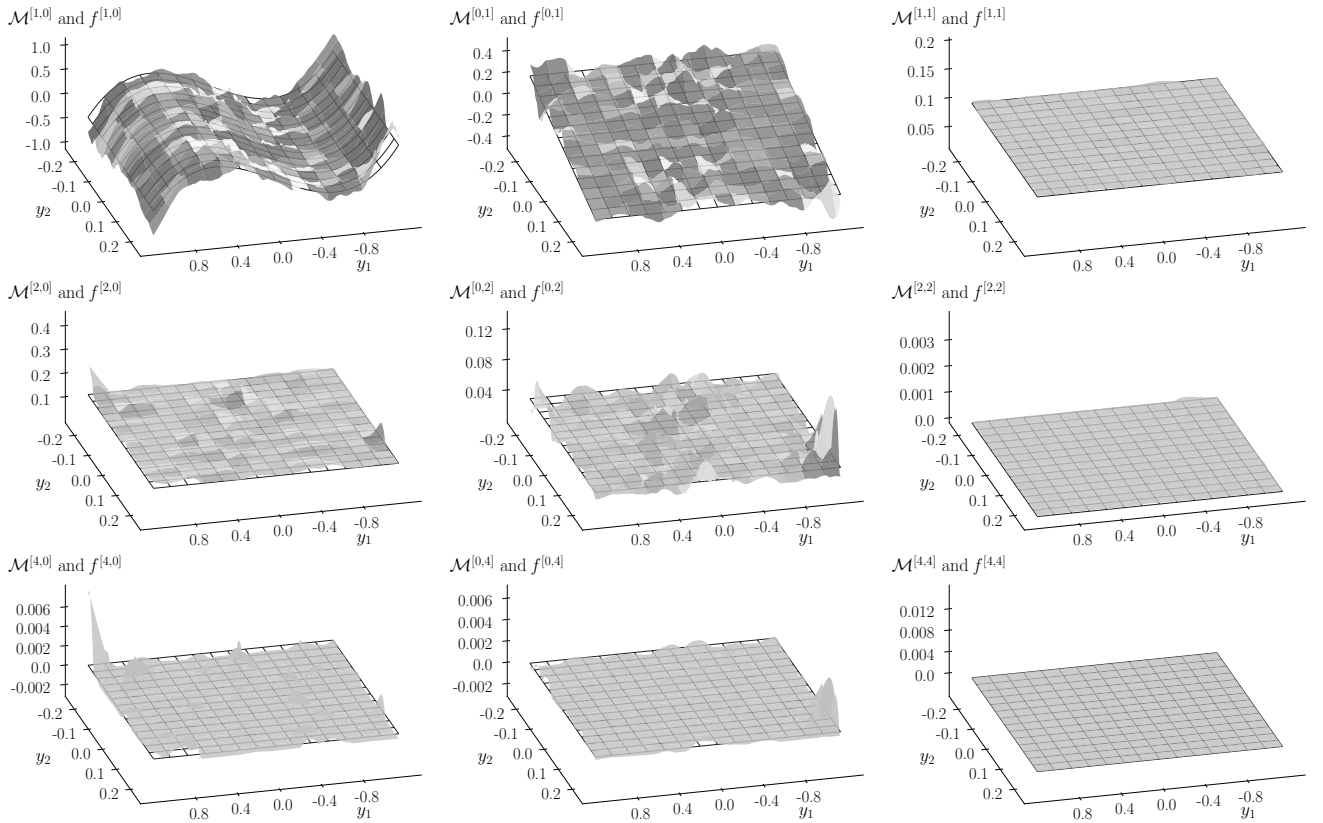 𝓜^[1,0] and f^[1,0]
1.0
0.5
0.0
-0.5
-1.0
-0.2
-0.1
0.0
0.1
0.2
y₂
0.8 0.4 0.0 -0.4 -0.8
y₁
𝓜^[0,1] and f^[0,1]
0.4
0.2
0.0
-0.2
-0.4
-0.2
-0.1
0.0
0.1
0.2
y₂
0.8 0.4 0.0 -0.4 -0.8
y₁
𝓜^[1,1] and f^[1,1]
0.2
0.15
0.1
0.05
-0.2
-0.1
0.0
0.1
0.2
y₂
0.8 0.4 0.0 -0.4 -0.8
y₁
𝓜^[2,0] and f^[2,0]
0.4
0.3
0.2
0.1
-0.2
-0.1
0.0
0.1
0.2
y₂
0.8 0.4 0.0 -0.4 -0.8
y₁
𝓜^[0,2] and f^[0,2]
0.12
0.08
0.04
-0.2
-0.1
0.0
0.1
0.2
y₂
0.8 0.4 0.0 -0.4 -0.8
y₁
𝓜^[2,2] and f^[2,2]
0.003
0.002
0.001
0.0
-0.2
-0.1
0.0
0.1
0.2
y₂
0.8 0.4 0.0 -0.4 -0.8
y₁
𝓜^[4,0] and f^[4,0]
0.006
0.004
0.002
0.0
-0.002
-0.2
-0.1
0.0
0.1
0.2
y₂
0.8 0.4 0.0 -0.4 -0.8
y₁
𝓜^[0,4] and f^[0,4]
0.006
0.004
0.002
0.0
-0.002
-0.2
-0.1
0.0
0.1
0.2
y₂
0.8 0.4 0.0 -0.4 -0.8
y₁
𝓜^[4,4] and f^[4,4]
0.012
0.008
0.004
0.0
-0.2
-0.1
0.0
0.1
0.2
y₂
0.8 0.4 0.0 -0.4 -0.8
y₁